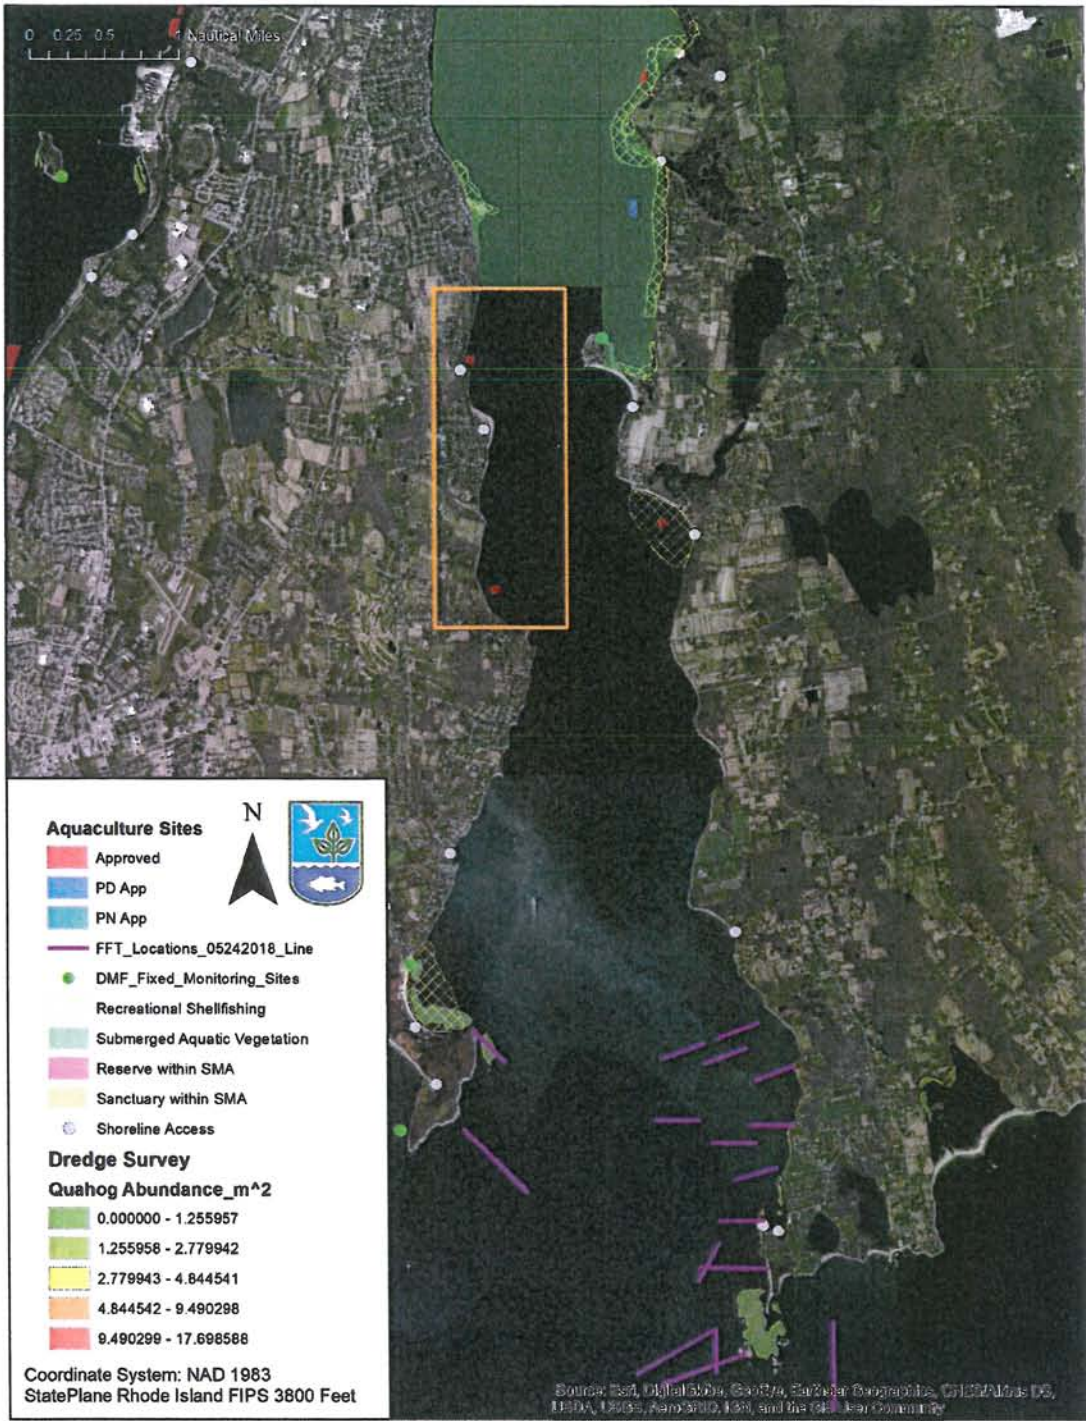 0 0.25 0.5 1 Nautical Miles
Aquaculture Sites
N
Approved
PD App
PN App
FFT_Locations_05242018_Line
DMF_Fixed_Monitoring_Sites
Recreational Shellfishing
Submerged Aquatic Vegetation
Reserve within SMA
Sanctuary within SMA
Shoreline Access
Dredge Survey
Quahog Abundance_m^2
0.000000 - 1.255957
1.255958 - 2.779942
2.779943 - 4.844541
4.844542 - 9.490298
9.490299 - 17.698588
Coordinate System: NAD 1983
StatePlane Rhode Island FIPS 3800 Feet
Source: Esri, DigitalGlobe, GeoEye, Earthstar Geographics, CNES/Airbus DS,
USDA, USGS, AeroGRID, IGN, and the GIS User Community